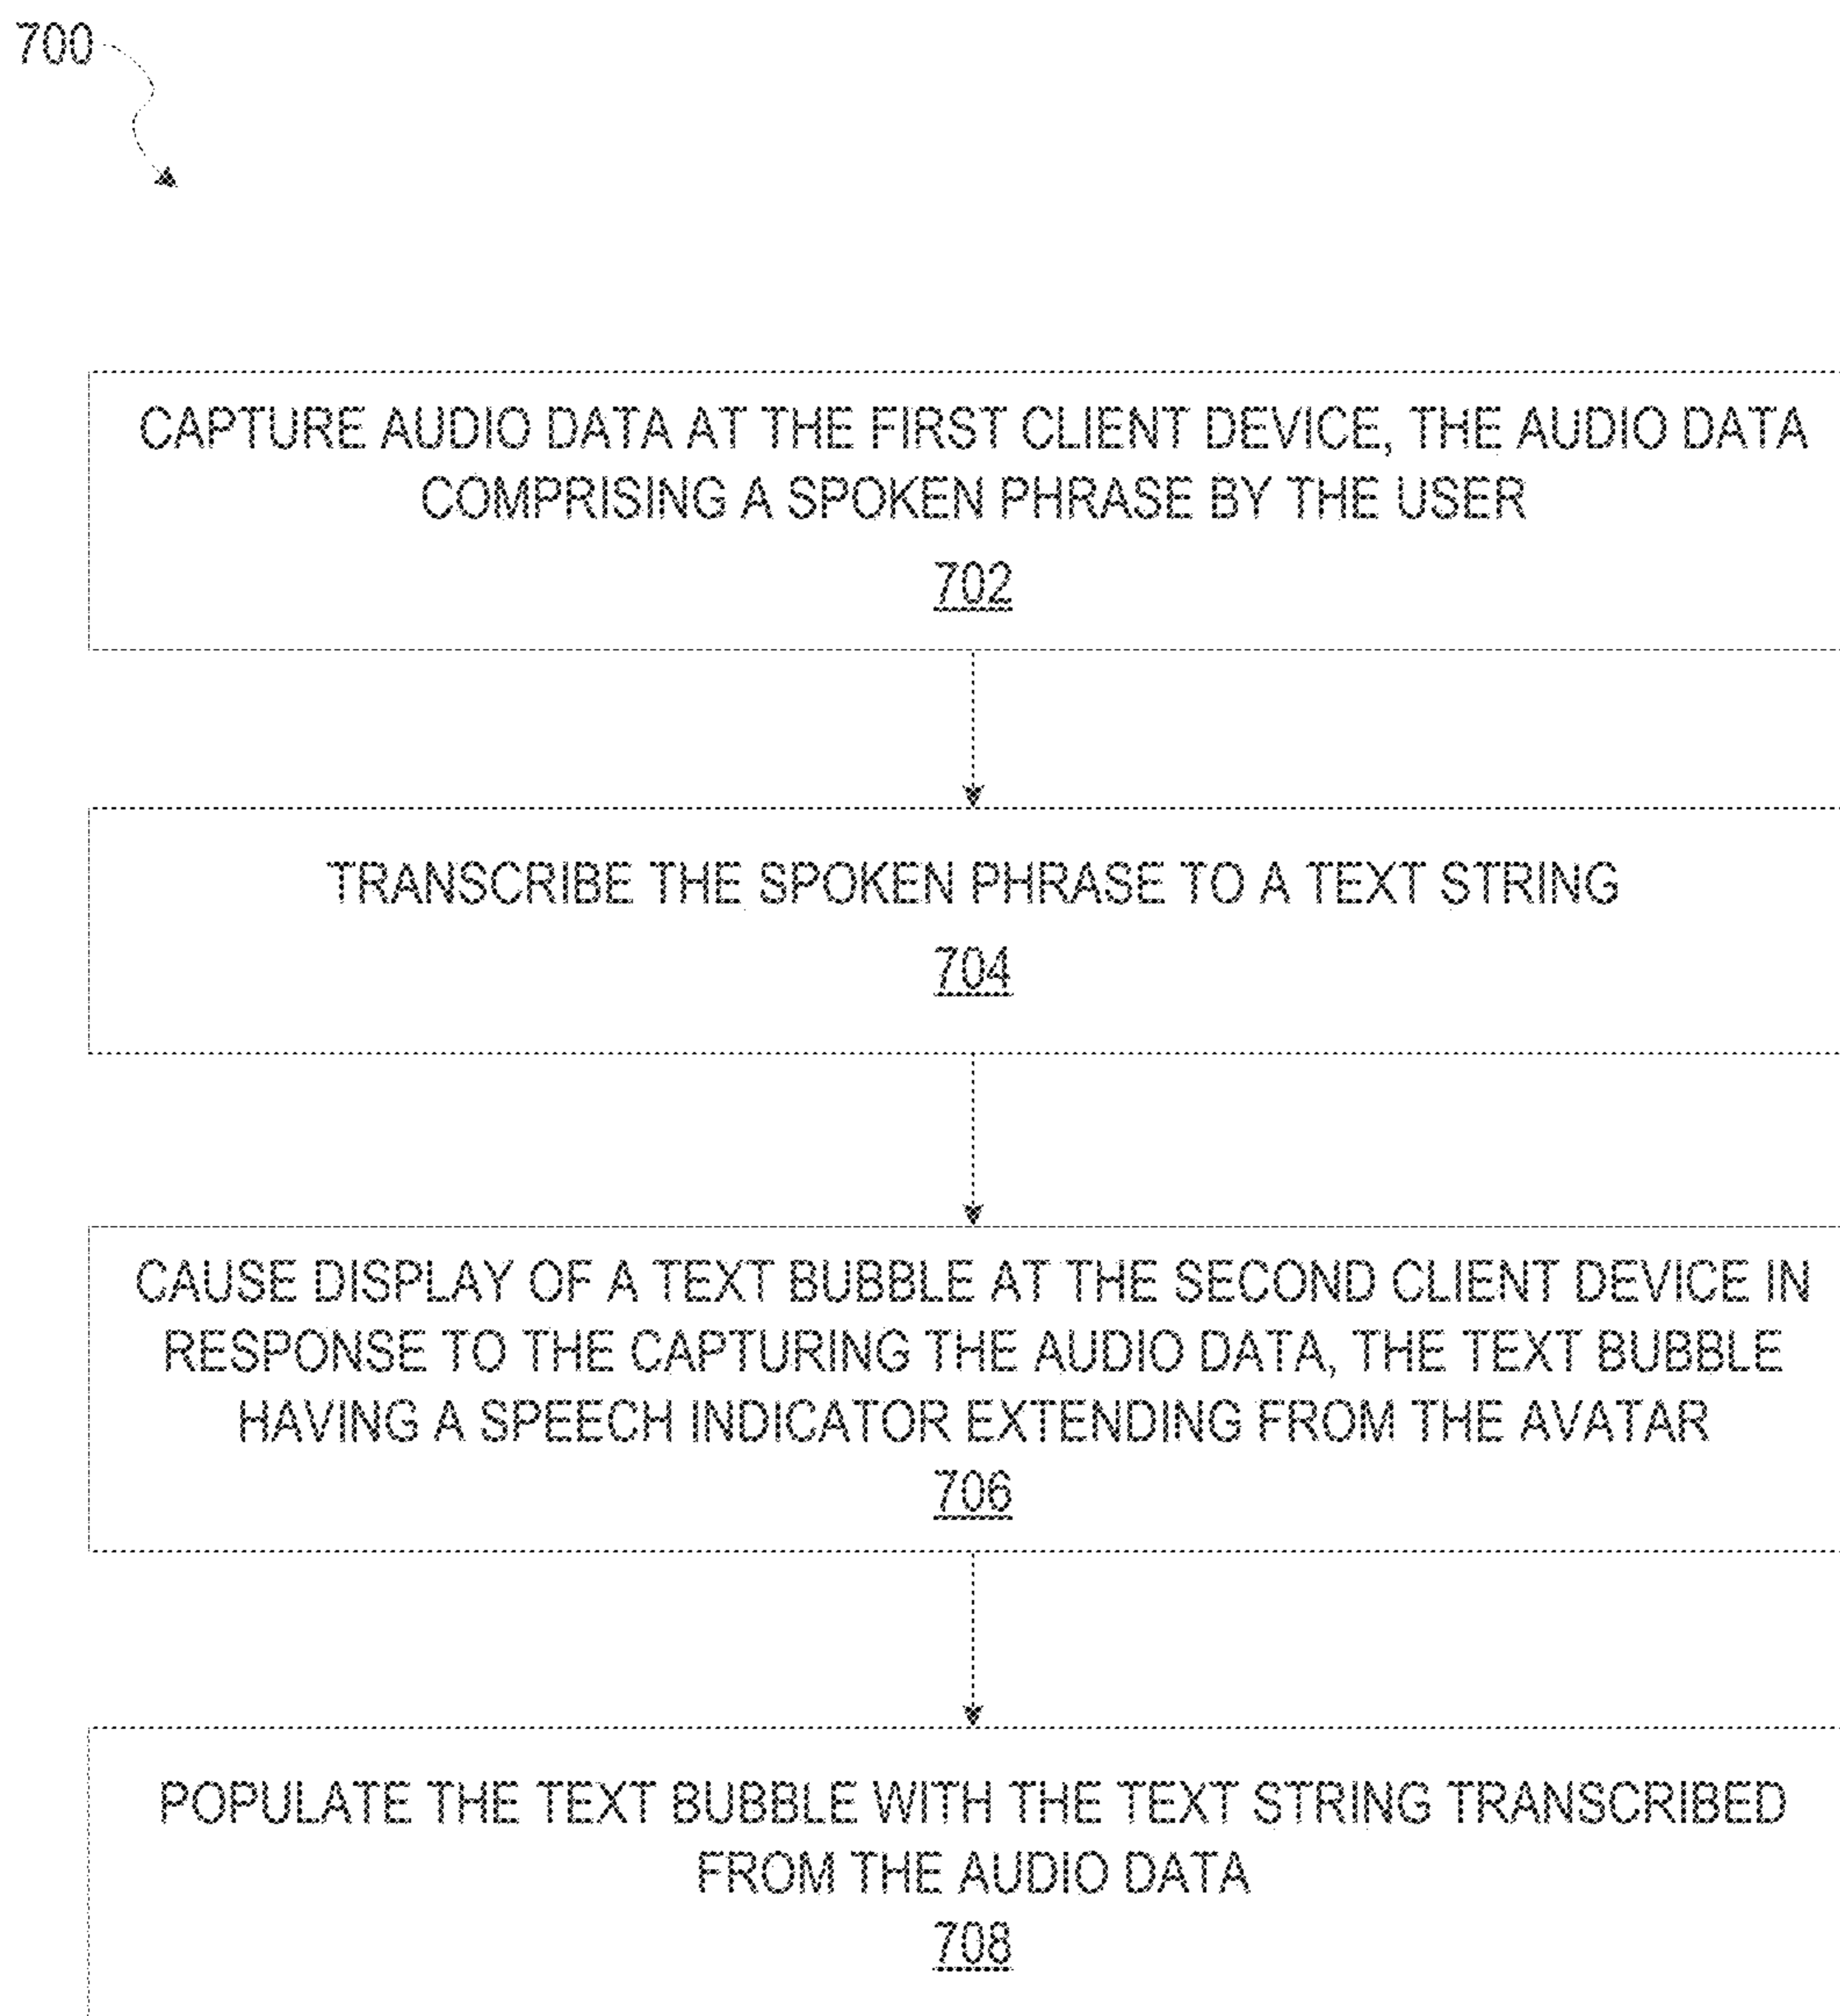 700
CAPTURE AUDIO DATA AT THE FIRST CLIENT DEVICE, THE AUDIO DATA
COMPRISING A SPOKEN PHRASE BY THE USER
702
TRANSCRIBE THE SPOKEN PHRASE TO A TEXT STRING
704
CAUSE DISPLAY OF A TEXT BUBBLE AT THE SECOND CLIENT DEVICE IN
RESPONSE TO THE CAPTURING THE AUDIO DATA, THE TEXT BUBBLE
HAVING A SPEECH INDICATOR EXTENDING FROM THE AVATAR
706
POPULATE THE TEXT BUBBLE WITH THE TEXT STRING TRANSCRIBED
FROM THE AUDIO DATA
708